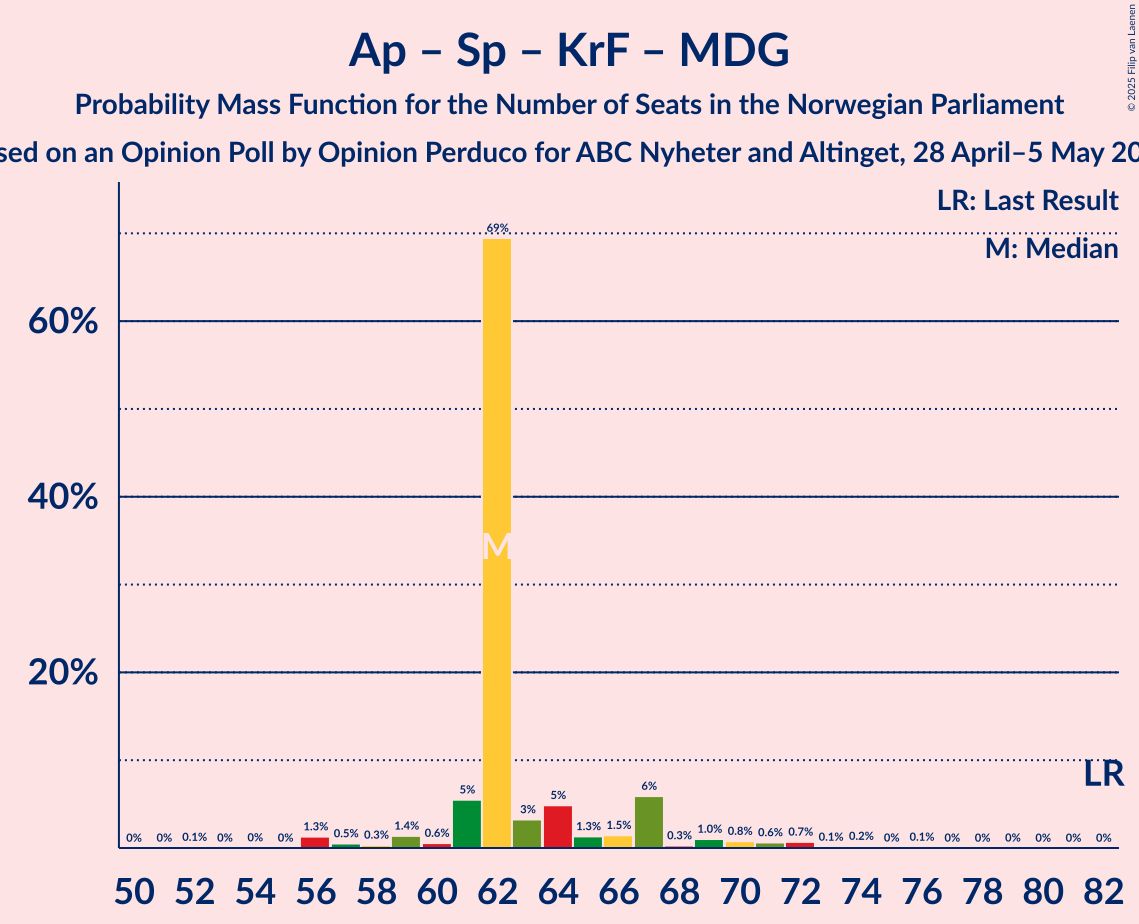 Ap – Sp – KrF – MDG
Probability Mass Function for the Number of Seats in the Norwegian Parliament
sed on an Opinion Poll by Opinion Perduco for ABC Nyheter and Altinget, 28 April–5 May 20
© 2025 Filip van Laenen
LR: Last Result
M: Median
60%
40%
20%
69%
M
LR
0% 0% 0.1% 0% 0% 0% 1.3% 0.5% 0.3% 1.4% 0.6% 5% 3% 5% 1.3% 1.5% 6% 0.3% 1.0% 0.8% 0.6% 0.7% 0.1% 0.2% 0% 0.1% 0% 0% 0% 0% 0% 0%
50 52 54 56 58 60 62 64 66 68 70 72 74 76 78 80 82